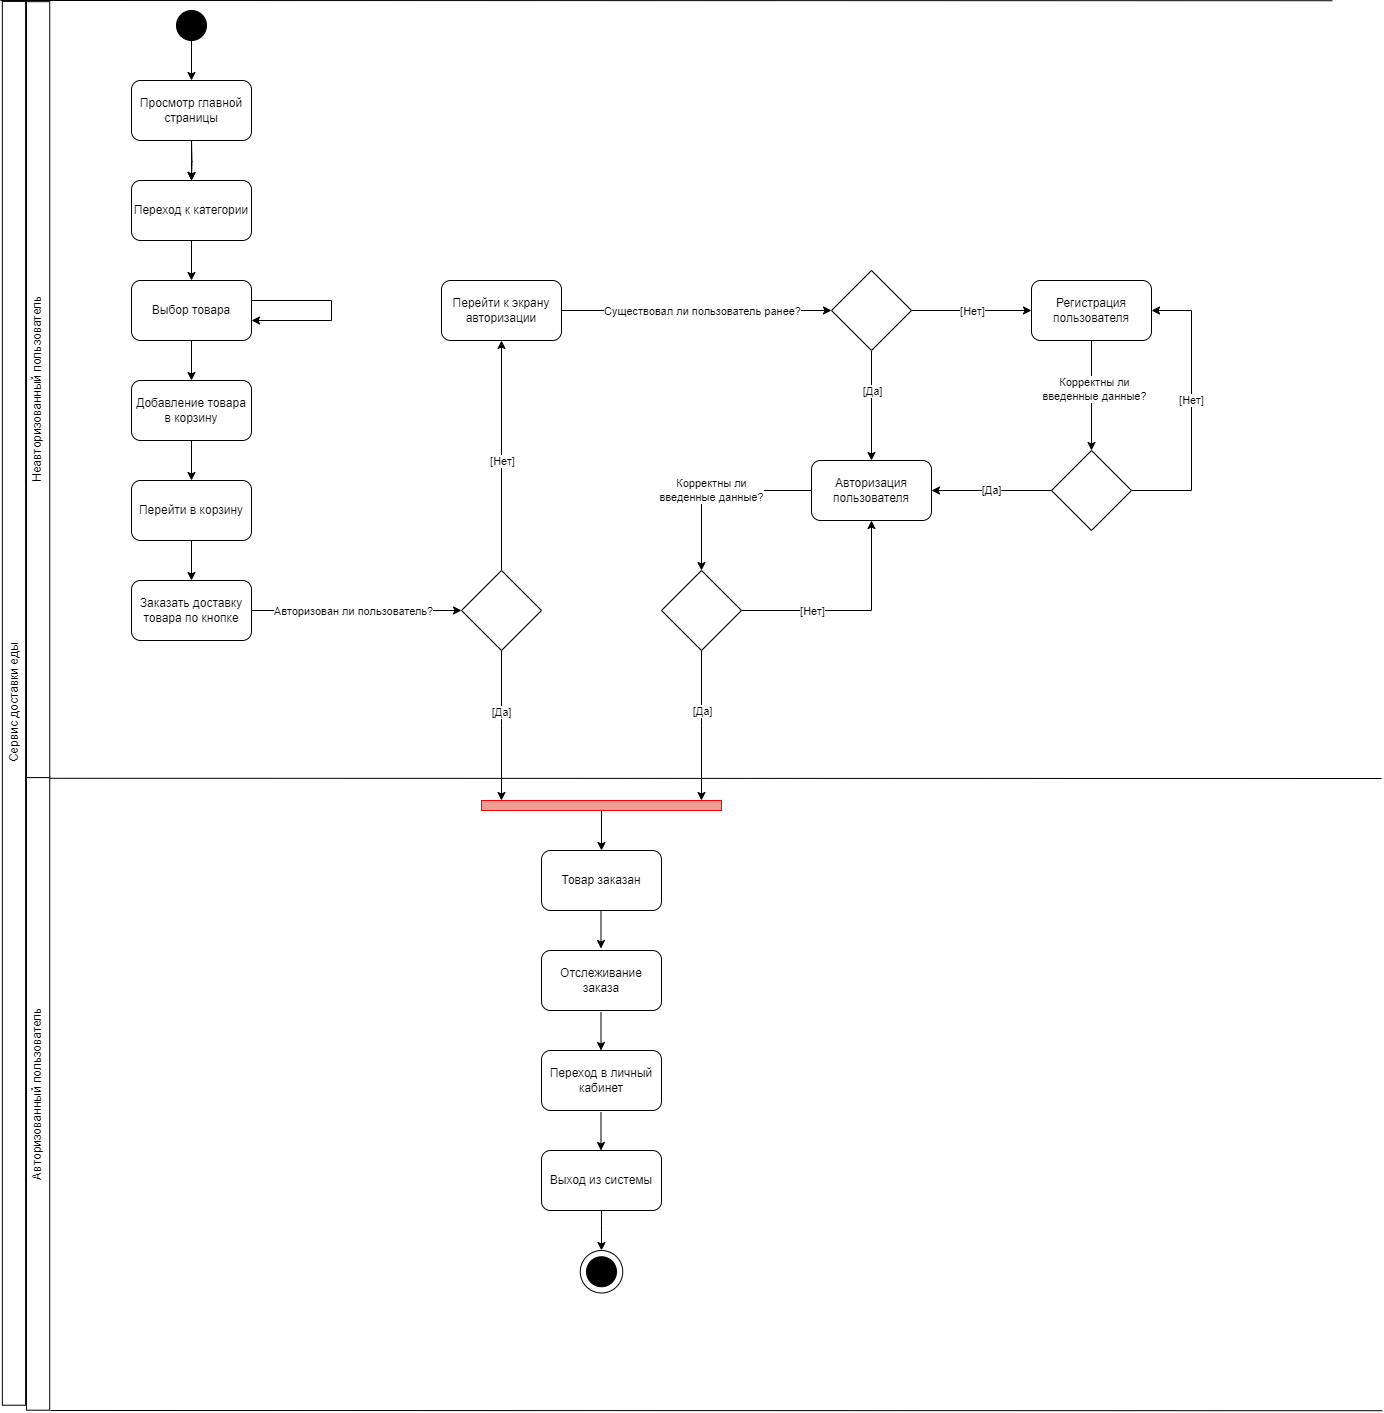 Сервис доставки еды
Неавторизованный пользователь
Просмотр главной
страницы
Переход к категории
Выбор товара
Добавление товара
в корзину
Перейти в корзину
Заказать доставку
товара по кнопке
Авторизован ли пользователь?
[Нет]
[Да]
Перейти к экрану
авторизации
Существовал ли пользователь ранее?
[Нет]
[Да]
Регистрация
пользователя
Корректны ли
введенные данные?
[Нет]
[Да]
Авторизация
пользователя
Корректны ли
введенные данные?
[Нет]
[Да]
Авторизованный пользователь
Товар заказан
Отслеживание
заказа
Переход в личный
кабинет
Выход из системы